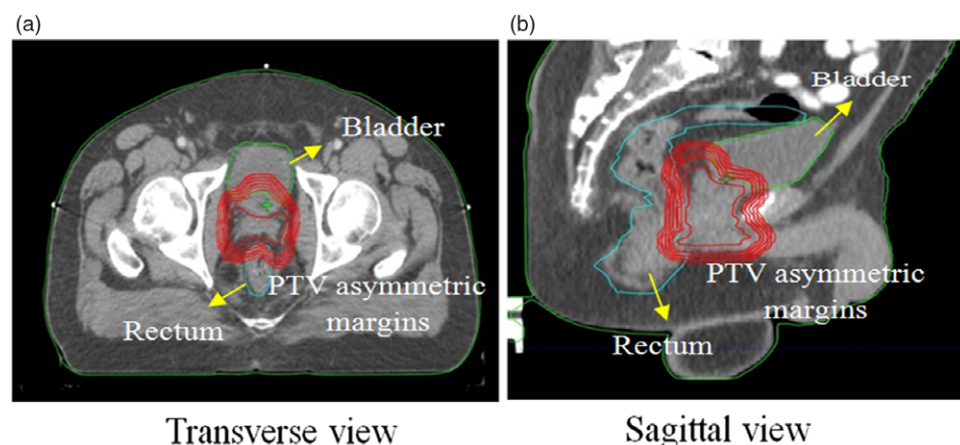 (a)
Bladder
PTV asymmetric
margins
Rectum
Transverse view
(b)
Bladder
PTV asymmetric
margins
Rectum
Sagittal view